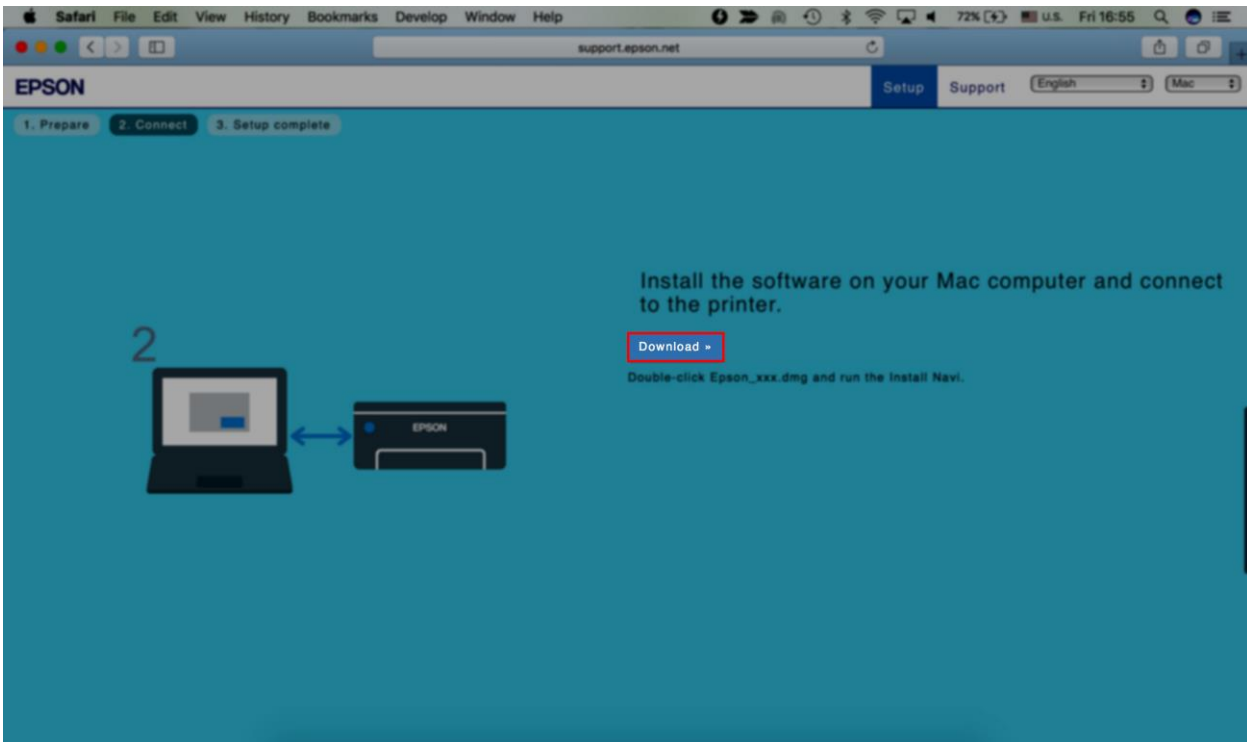 Safari File Edit View History Bookmarks Develop Window Help 72% U.S. Fri 16:55
support.epson.net
EPSON Setup Support English Mac
1. Prepare 2. Connect 3. Setup complete
Install the software on your Mac computer and connect
to the printer.
2
Download »
Double-click Epson_xxx.dmg and run the Install Navi.
EPSON